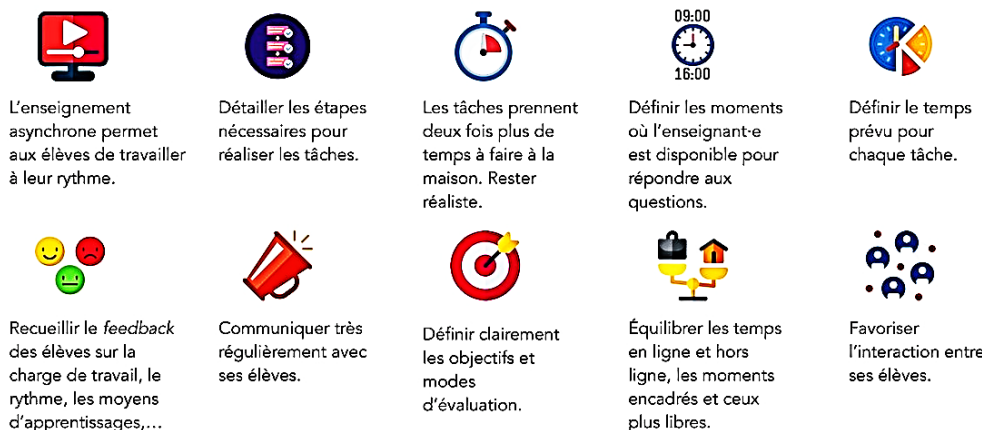 L'enseignement
asynchrone permet
aux élèves de travailler
à leur rythme.
Détailler les étapes
nécessaires pour
réaliser les tâches.
Les tâches prennent
deux fois plus de
temps à faire à la
maison. Rester
réaliste.
09:00
16:00
Définir les moments
où l'enseignant·e
est disponible pour
répondre aux
questions.
Définir le temps
prévu pour
chaque tâche.
Recueillir le feedback
des élèves sur la
charge de travail, le
rythme, les moyens
d'apprentissages,...
Communiquer très
régulièrement avec
ses élèves.
Définir clairement
les objectifs et
modes
d'évaluation.
Équilibrer les temps
en ligne et hors
ligne, les moments
encadrés et ceux
plus libres.
Favoriser
l'interaction entre
ses élèves.